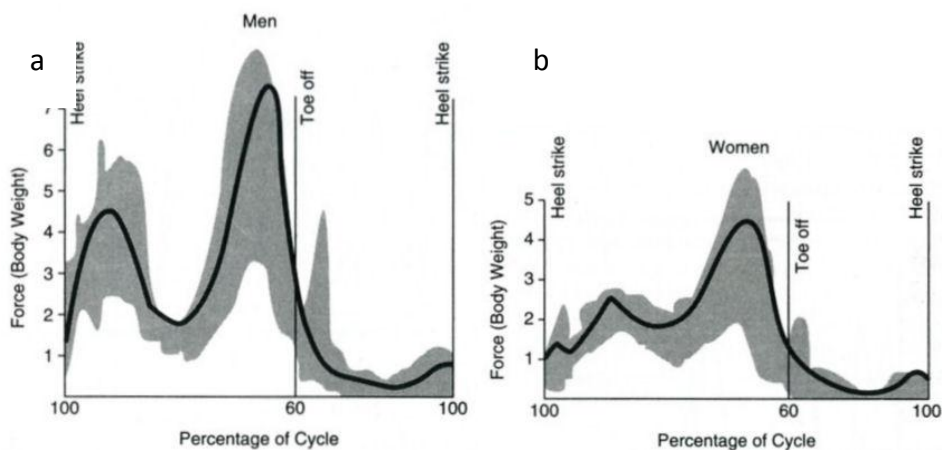 Men
a
b
Heel strike
Toe off
Heel strike
7
6
5
4
3
2
1
Force (Body Weight)
100
60
100
Percentage of Cycle
Women
Heel strike
Toe off
Heel strike
5
4
3
2
1
Force (Body Weight)
100
60
100
Percentage of Cycle